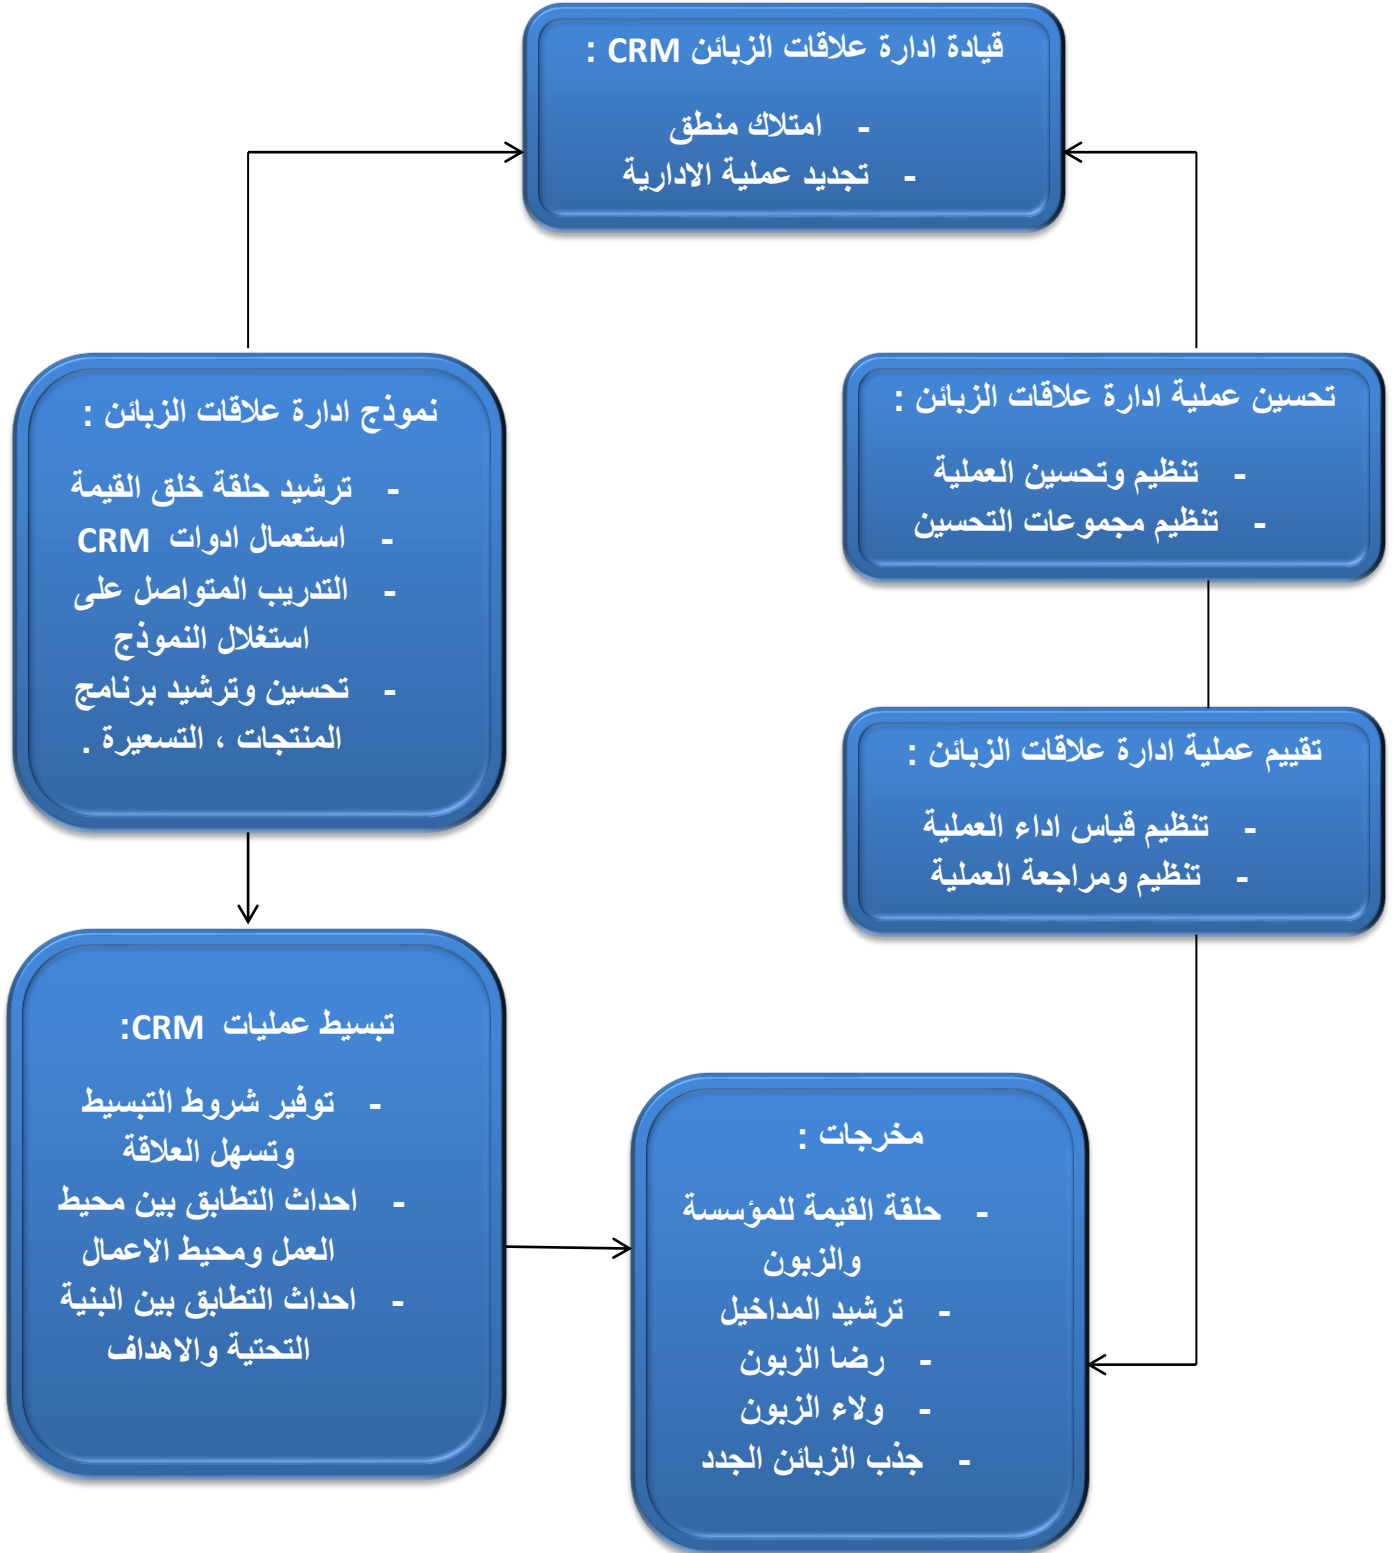 قيادة ادارة علاقات الزبائن CRM :
- امتلاك منطق
- تجديد عملية الادارية
تحسين عملية ادارة علاقات الزبائن :
- تنظيم وتحسين العملية
- تنظيم مجموعات التحسين
نموذج ادارة علاقات الزبائن :
- ترشيد حلقة خلق القيمة
- استعمال ادوات CRM
- التدريب المتواصل على
استغلال النموذج
- تحسين وترشيد برنامج
المنتجات ، التسعيرة .
تقييم عملية ادارة علاقات الزبائن :
- تنظيم قياس اداء العملية
- تنظيم ومراجعة العملية
تبسيط عمليات CRM:
- توفير شروط التبسيط
وتسهل العلاقة
- احداث التطابق بين محيط
العمل ومحيط الاعمال
- احداث التطابق بين البنية
التحتية والاهداف
مخرجات :
- حلقة القيمة للمؤسسة
والزبون
- ترشيد المداخيل
- رضا الزبون
- ولاء الزبون
- جذب الزبائن الجدد